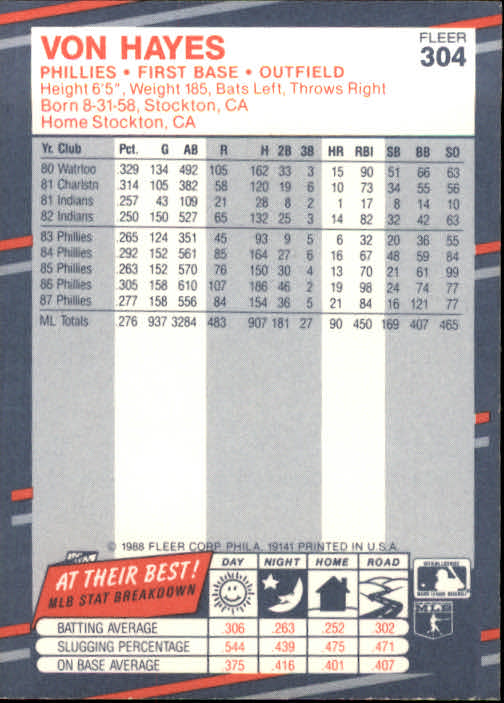 VON HAYES
FLEER
304
PHILLIES • FIRST BASE • OUTFIELD
Height 6'5", Weight 185, Bats Left, Throws Right
Born 8-31-58, Stockton, CA
Home Stockton, CA
Yr. Club Pct. G AB R H 2B 3B HR RBI SB BB SO
80 Watrloo .329 134 492 105 162 33 3 15 90 51 66 63
81 Charlstn .314 105 382 58 120 19 6 10 73 34 55 56
81 Indians .257 43 109 21 28 8 2 1 17 8 14 10
82 Indians .250 150 527 65 132 25 3 14 82 32 42 63
83 Phillies .265 124 351 45 93 9 5 6 32 20 36 55
84 Phillies .292 152 561 85 164 27 6 16 67 48 59 84
85 Phillies .263 152 570 76 150 30 4 13 70 21 61 99
86 Phillies .305 158 610 107 186 46 2 19 98 24 74 77
87 Phillies .277 158 556 84 154 36 5 21 84 16 121 77
ML Totals .276 937 3284 483 907 181 27 90 450 169 407 465
© 1988 FLEER CORP. PHILA., 19141 PRINTED IN U.S.A.
AT THEIR BEST!
MLB STAT BREAKDOWN
DAY NIGHT HOME ROAD
BATTING AVERAGE .306 .263 .252 .302
SLUGGING PERCENTAGE .544 .439 .475 .471
ON BASE AVERAGE .375 .416 .401 .407